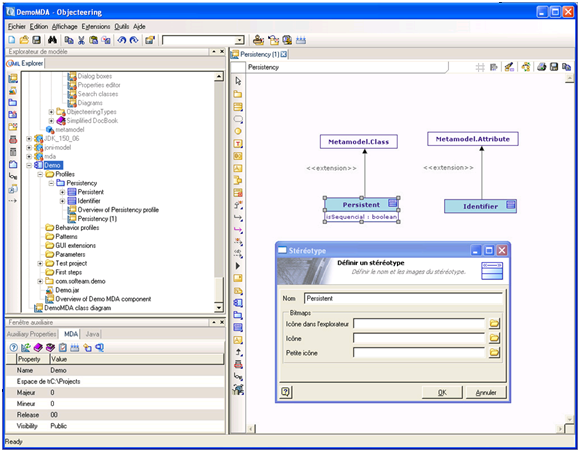 DemoMDA - Objecteering
Fichier Edition Affichage Extensions Outils Aide
Explorateur de modèle
UML Explorer
Dialog boxes
Properties editor
Search classes
Diagrams
ObjecteeringTypes
Simplified DocBook
metamodel
JDK_150_06
mda
Demo
Profiles
Persistency
Persistent
Identifier
Overview of Persistency profile
Persistency (1)
Behavior profiles
Patterns
GUI extensions
Parameters
Test project
First steps
com.softeam.demo
Demo.jar
Overview of Demo MDA component
DemoMDA class diagram
Fenêtre auxiliaire
Auxiliary Properties MDA Java
Property Value
Name Demo
Espace de t C:\Projects
Majeur 0
Mineur 0
Release 00
Visibility Public
Ready
Persistency (1)
Persistency
Metamodel.Class
Metamodel.Attribute
<<extension>>
<<extension>>
Persistent
isSequencial : boolean
Identifier
Stéréotype
Définir un stéréotype
Définir le nom et les images du stéréotype.
Nom Persistent
Bitmaps
Icône dans l'explorateur
Icône
Petite icône
OK Annuler